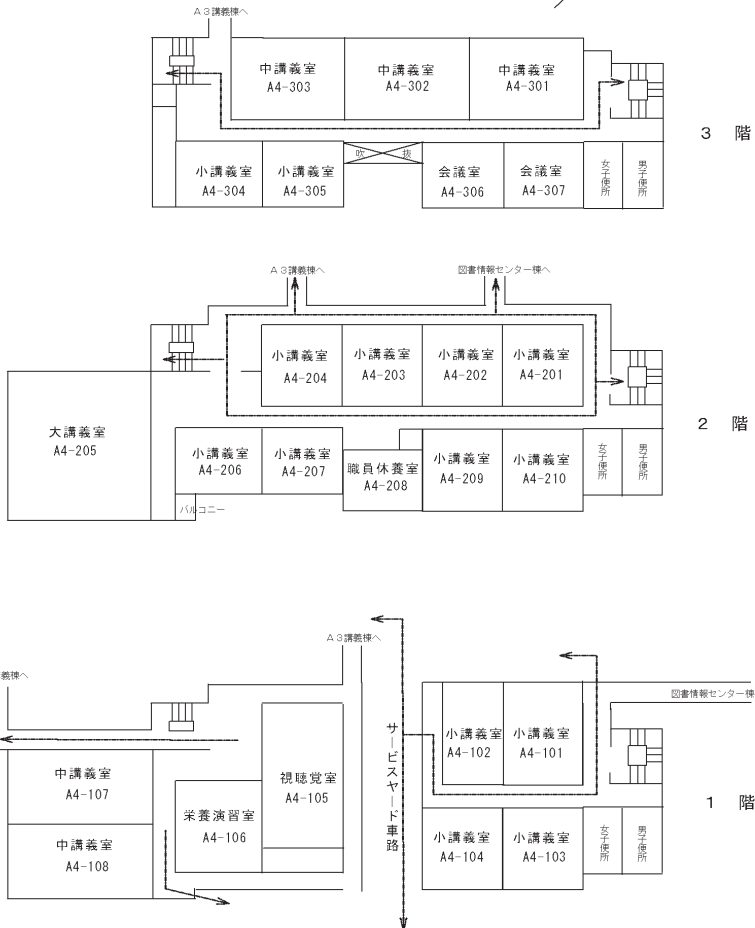 A3講義棟へ
中講義室
A4-303
中講義室
A4-302
中講義室
A4-301
3 階
吹 抜
小講義室
A4-304
小講義室
A4-305
会議室
A4-306
会議室
A4-307
女子便所
男子便所
A3講義棟へ
図書情報センター棟へ
小講義室
A4-204
小講義室
A4-203
小講義室
A4-202
小講義室
A4-201
2 階
大講義室
A4-205
小講義室
A4-206
小講義室
A4-207
職員休養室
A4-208
小講義室
A4-209
小講義室
A4-210
女子便所
男子便所
バルコニー
A3講義棟へ
義棟へ
図書情報センター棟
サービスヤード車路
小講義室
A4-102
小講義室
A4-101
中講義室
A4-107
視聴覚室
A4-105
栄養演習室
A4-106
1 階
中講義室
A4-108
小講義室
A4-104
小講義室
A4-103
女子便所
男子便所